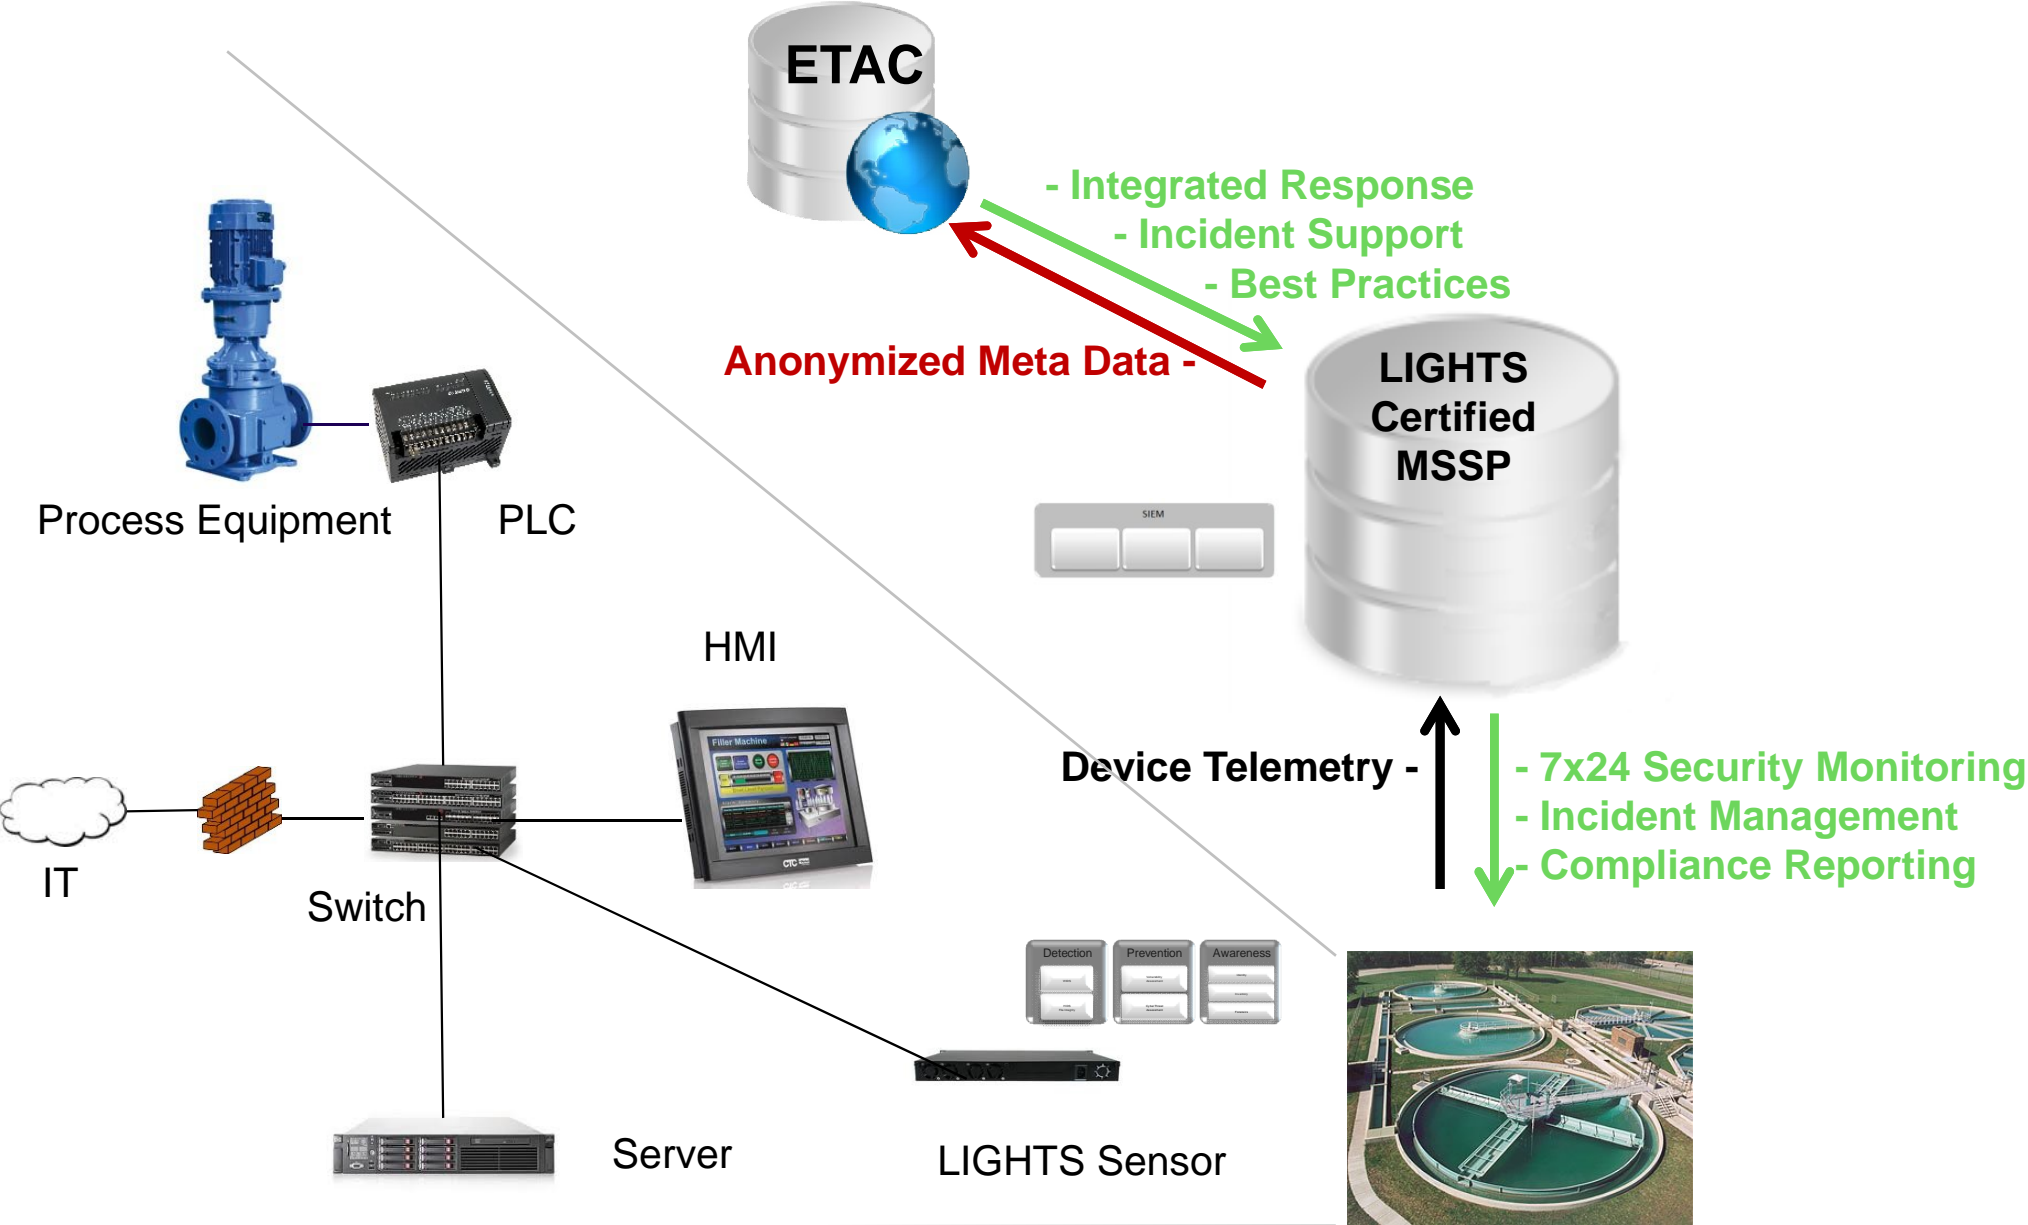 ETAC
- Integrated Response
- Incident Support
- Best Practices
Anonymized Meta Data -
LIGHTS
Certified
MSSP
SIEM
Process Equipment
PLC
HMI
Filler Machine
CTC
Device Telemetry -
- 7x24 Security Monitoring
- Incident Management
- Compliance Reporting
IT
Switch
Detection
Prevention
Awareness
Server
LIGHTS Sensor